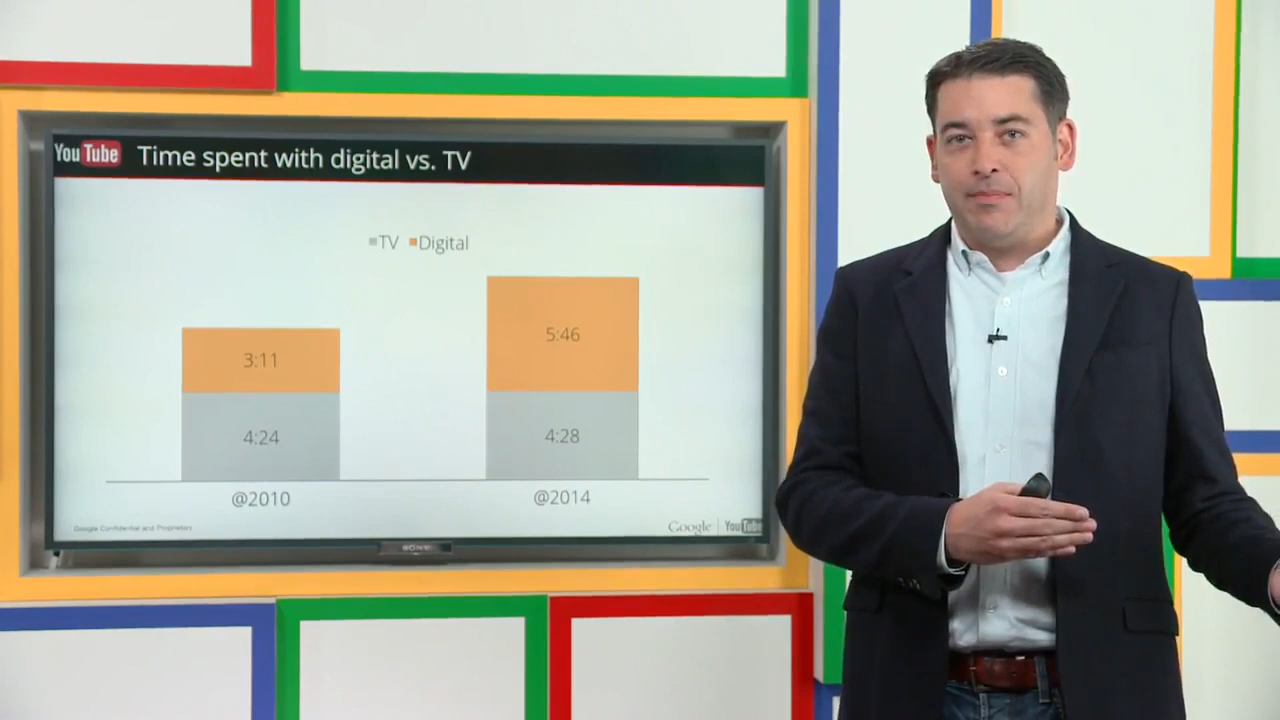 YouTube Time spent with digital vs. TV
TV Digital
3:11
5:46
4:24
4:28
@2010
@2014
Google Confidential and Proprietary
Google YouTube
SONY